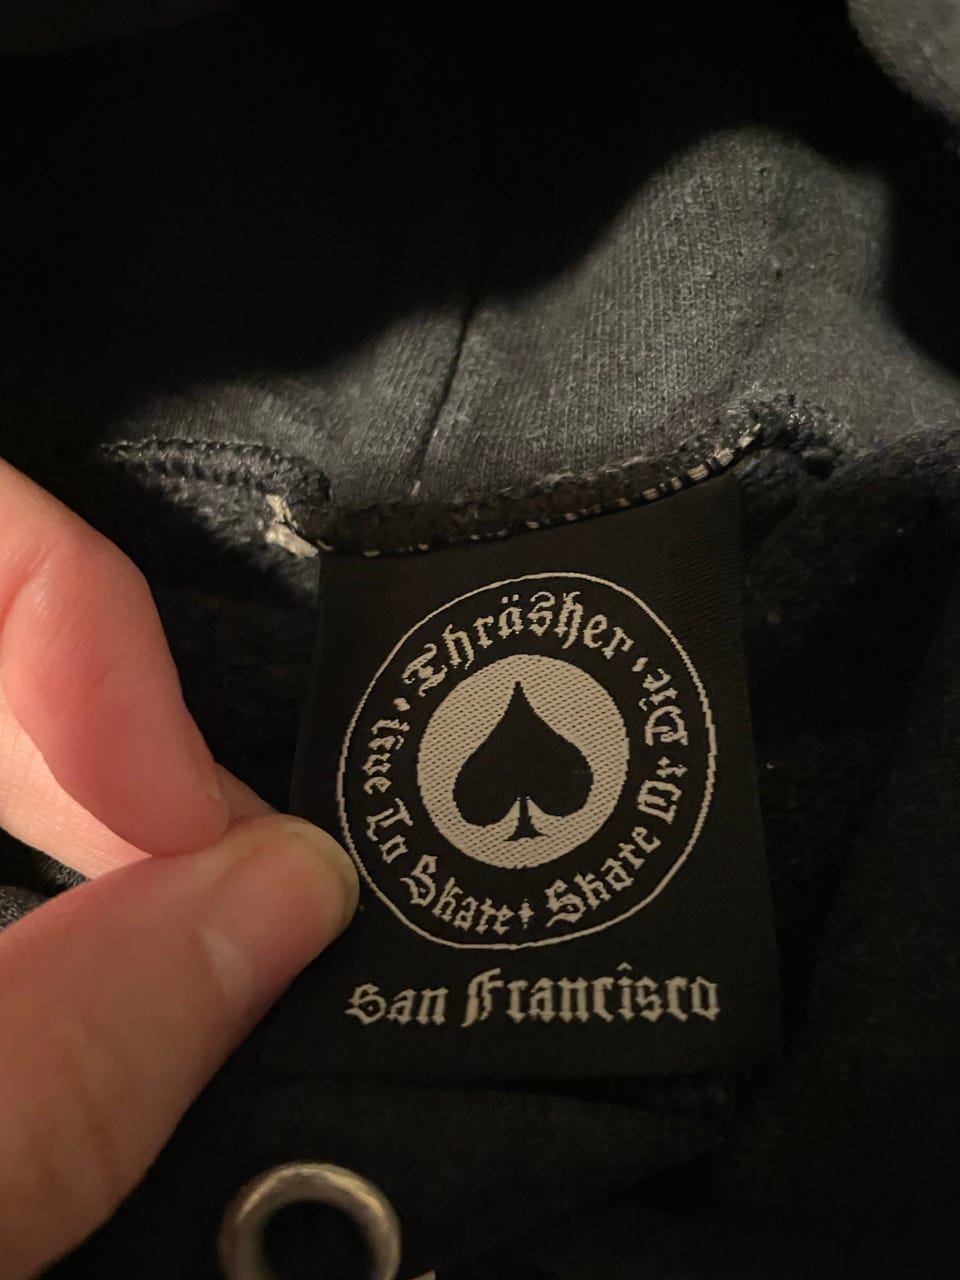 Thräsher
Live To Skate
Skate Or Die
San Francisco